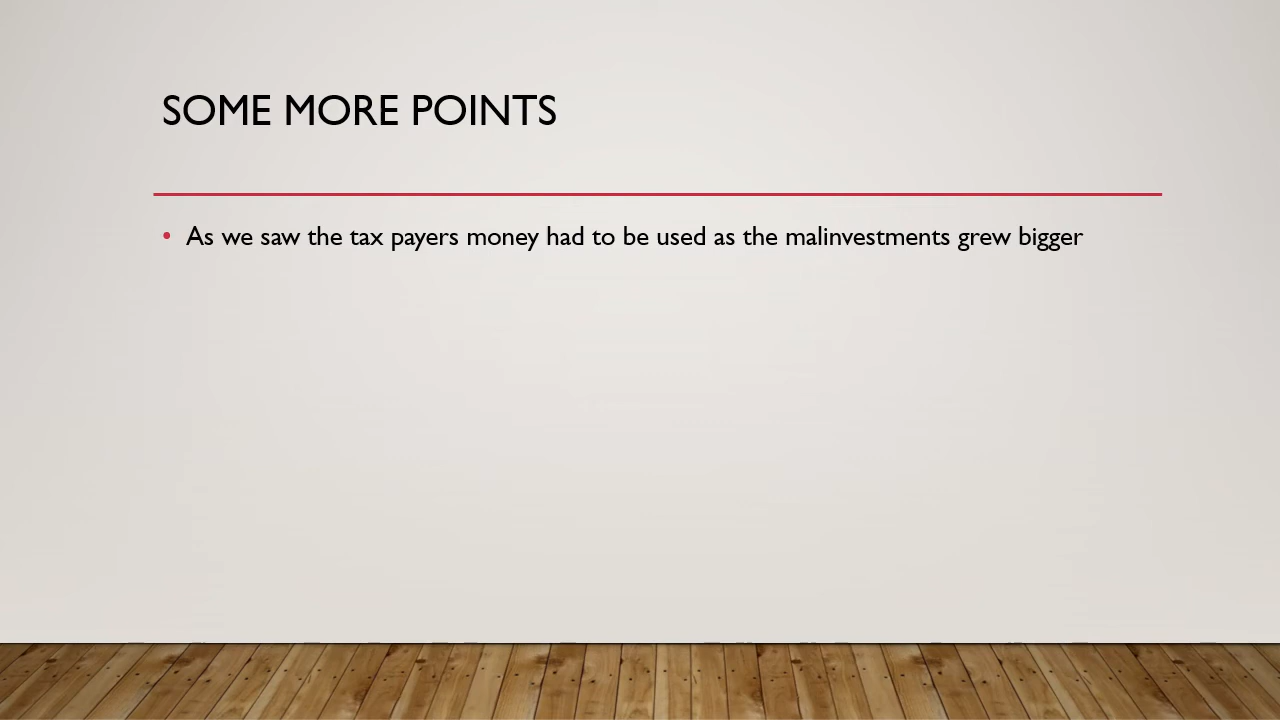 SOME MORE POINTS
• As we saw the tax payers money had to be used as the malinvestments grew bigger